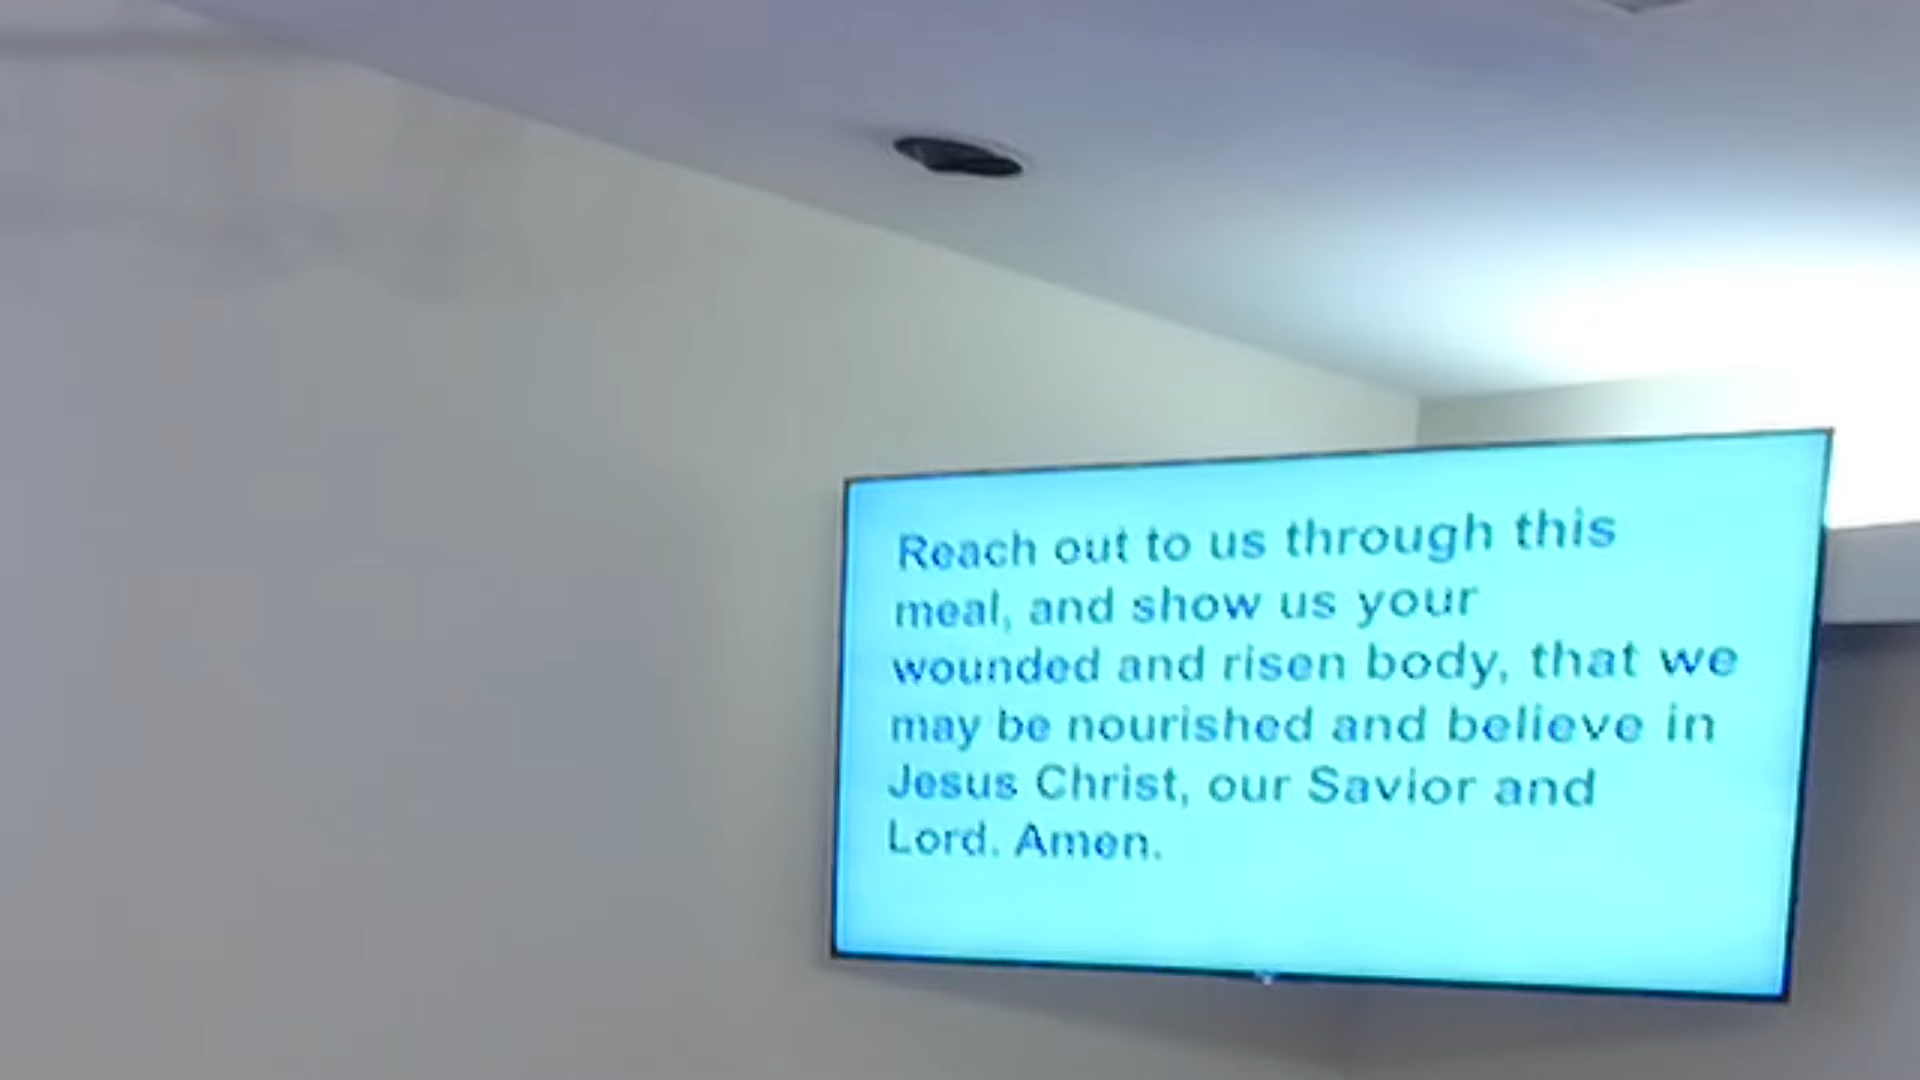 Reach out to us through this
meal, and show us your
wounded and risen body, that we
may be nourished and believe in
Jesus Christ, our Savior and
Lord. Amen.